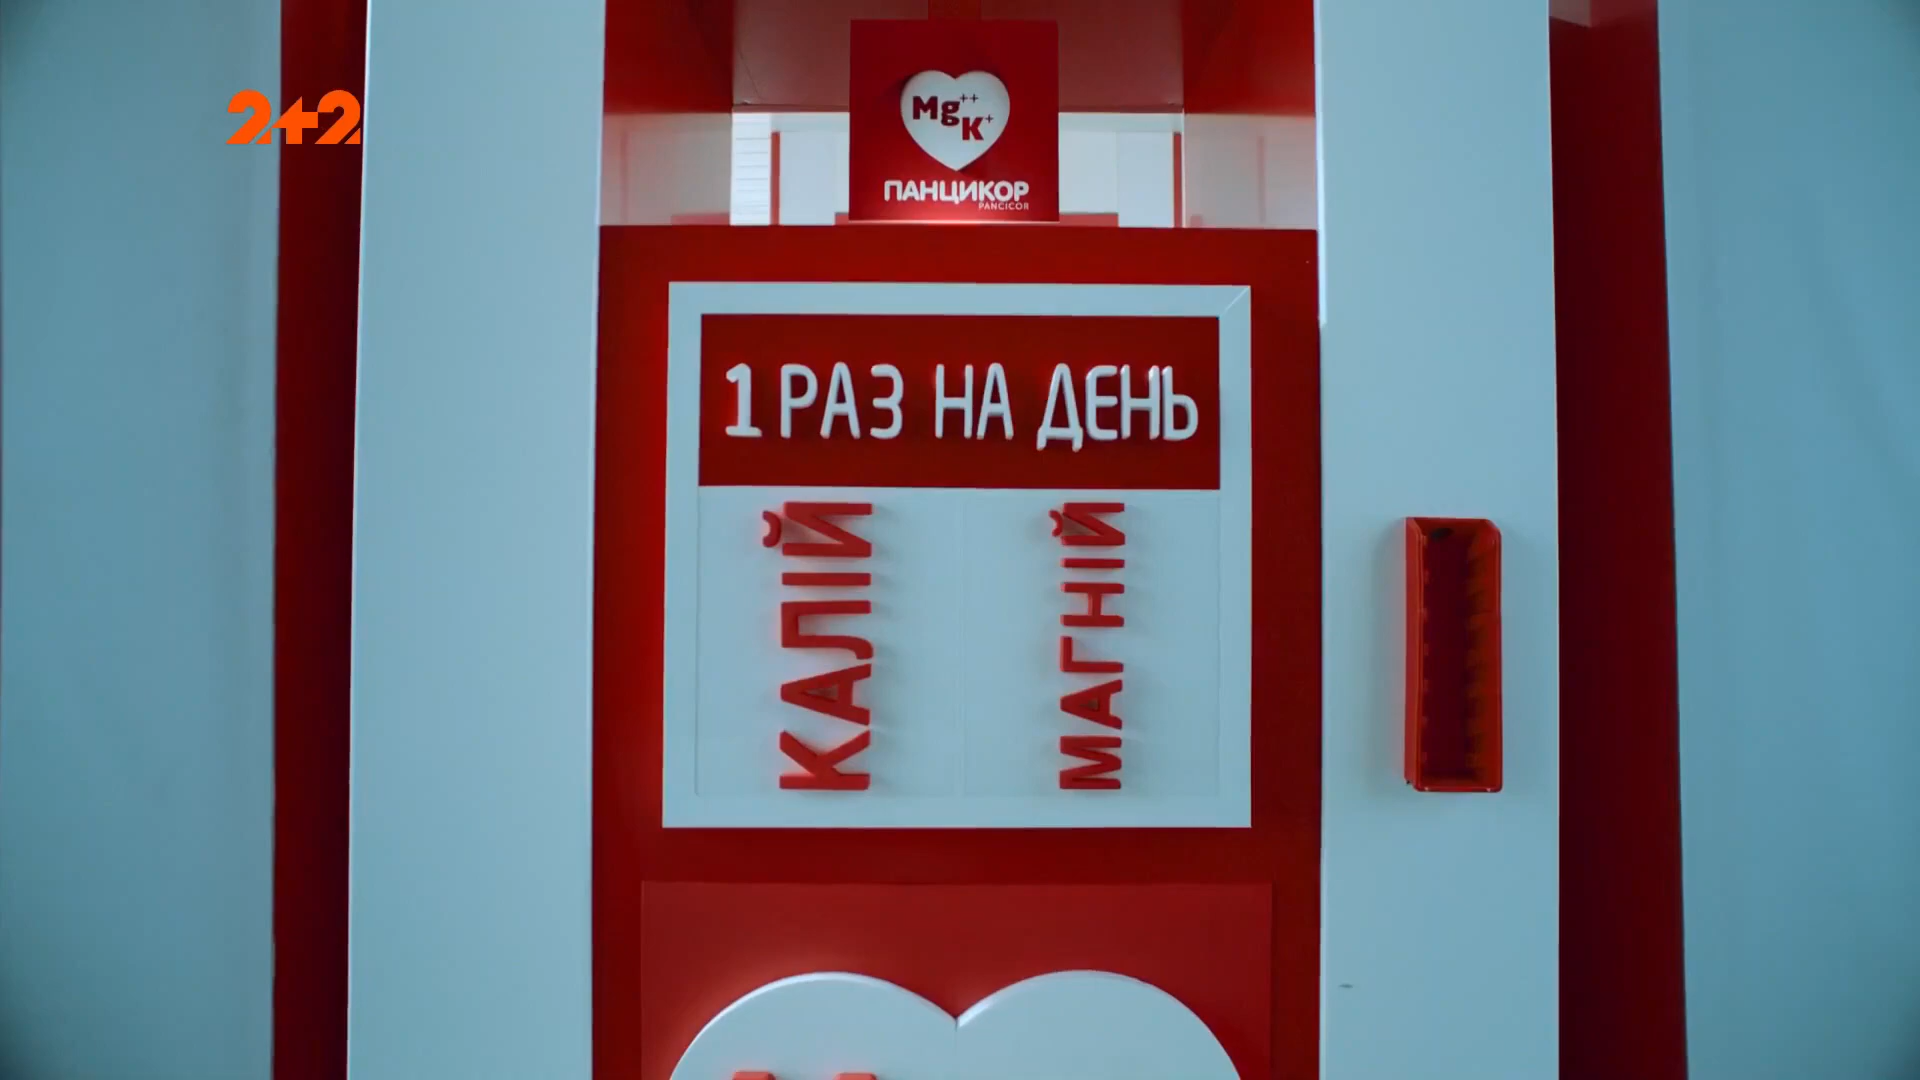 2+2
Mg++
K+
ПАНЦИКОР
PANCICOR
1 РАЗ НА ДЕНЬ
КАЛІЙ
МАГНІЙ